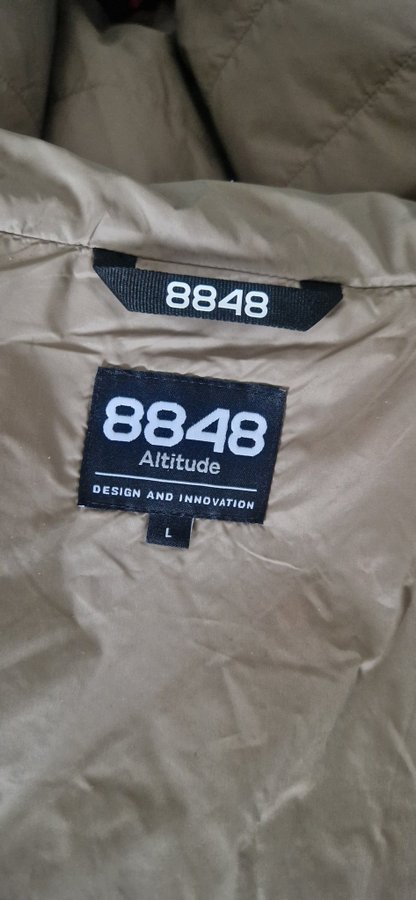 8848
8848
Altitude
DESIGN AND INNOVATION
L